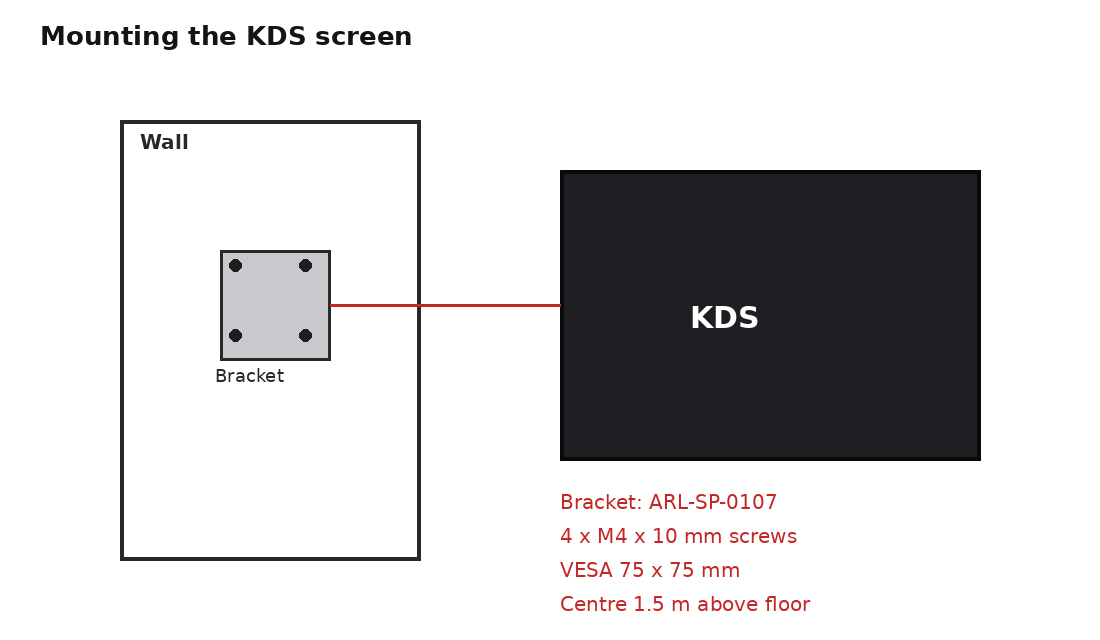 Mounting the KDS screen
Wall
Bracket
KDS
Bracket: ARL-SP-0107
4 x M4 x 10 mm screws
VESA 75 x 75 mm
Centre 1.5 m above floor